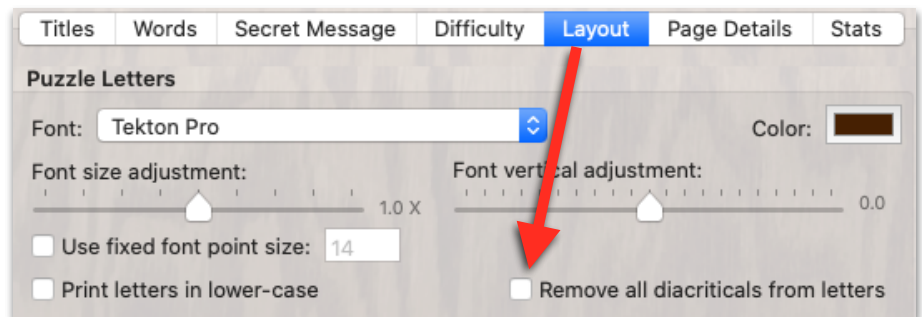 Titles Words Secret Message Difficulty Layout Page Details Stats
Puzzle Letters
Font: Tekton Pro Color:
Font size adjustment: Font vertical adjustment:
1.0 X 0.0
Use fixed font point size: 14
Print letters in lower-case Remove all diacriticals from letters